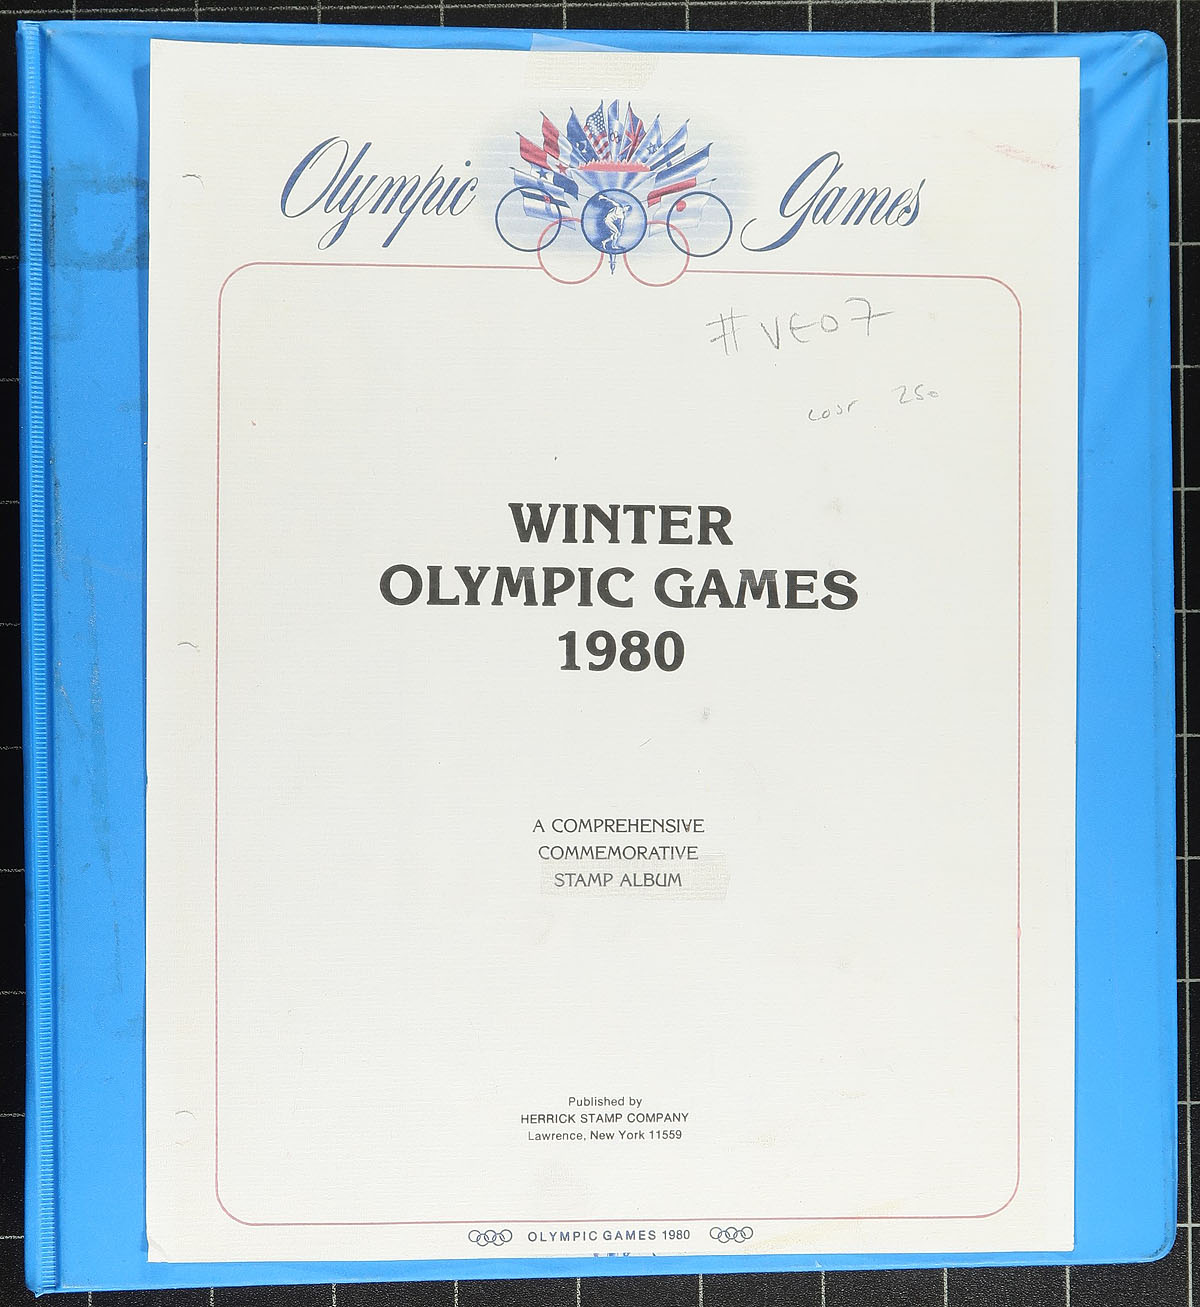 Olympic Games
#VE07
cost 250
WINTER
OLYMPIC GAMES
1980
A COMPREHENSIVE
COMMEMORATIVE
STAMP ALBUM
Published by
HERRICK STAMP COMPANY
Lawrence, New York 11559
OLYMPIC GAMES 1980